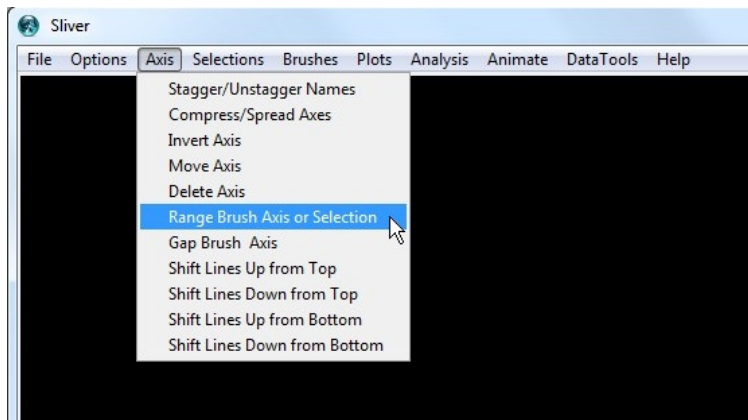 Sliver
File Options Axis Selections Brushes Plots Analysis Animate DataTools Help
Stagger/Unstagger Names
Compress/Spread Axes
Invert Axis
Move Axis
Delete Axis
Range Brush Axis or Selection
Gap Brush Axis
Shift Lines Up from Top
Shift Lines Down from Top
Shift Lines Up from Bottom
Shift Lines Down from Bottom